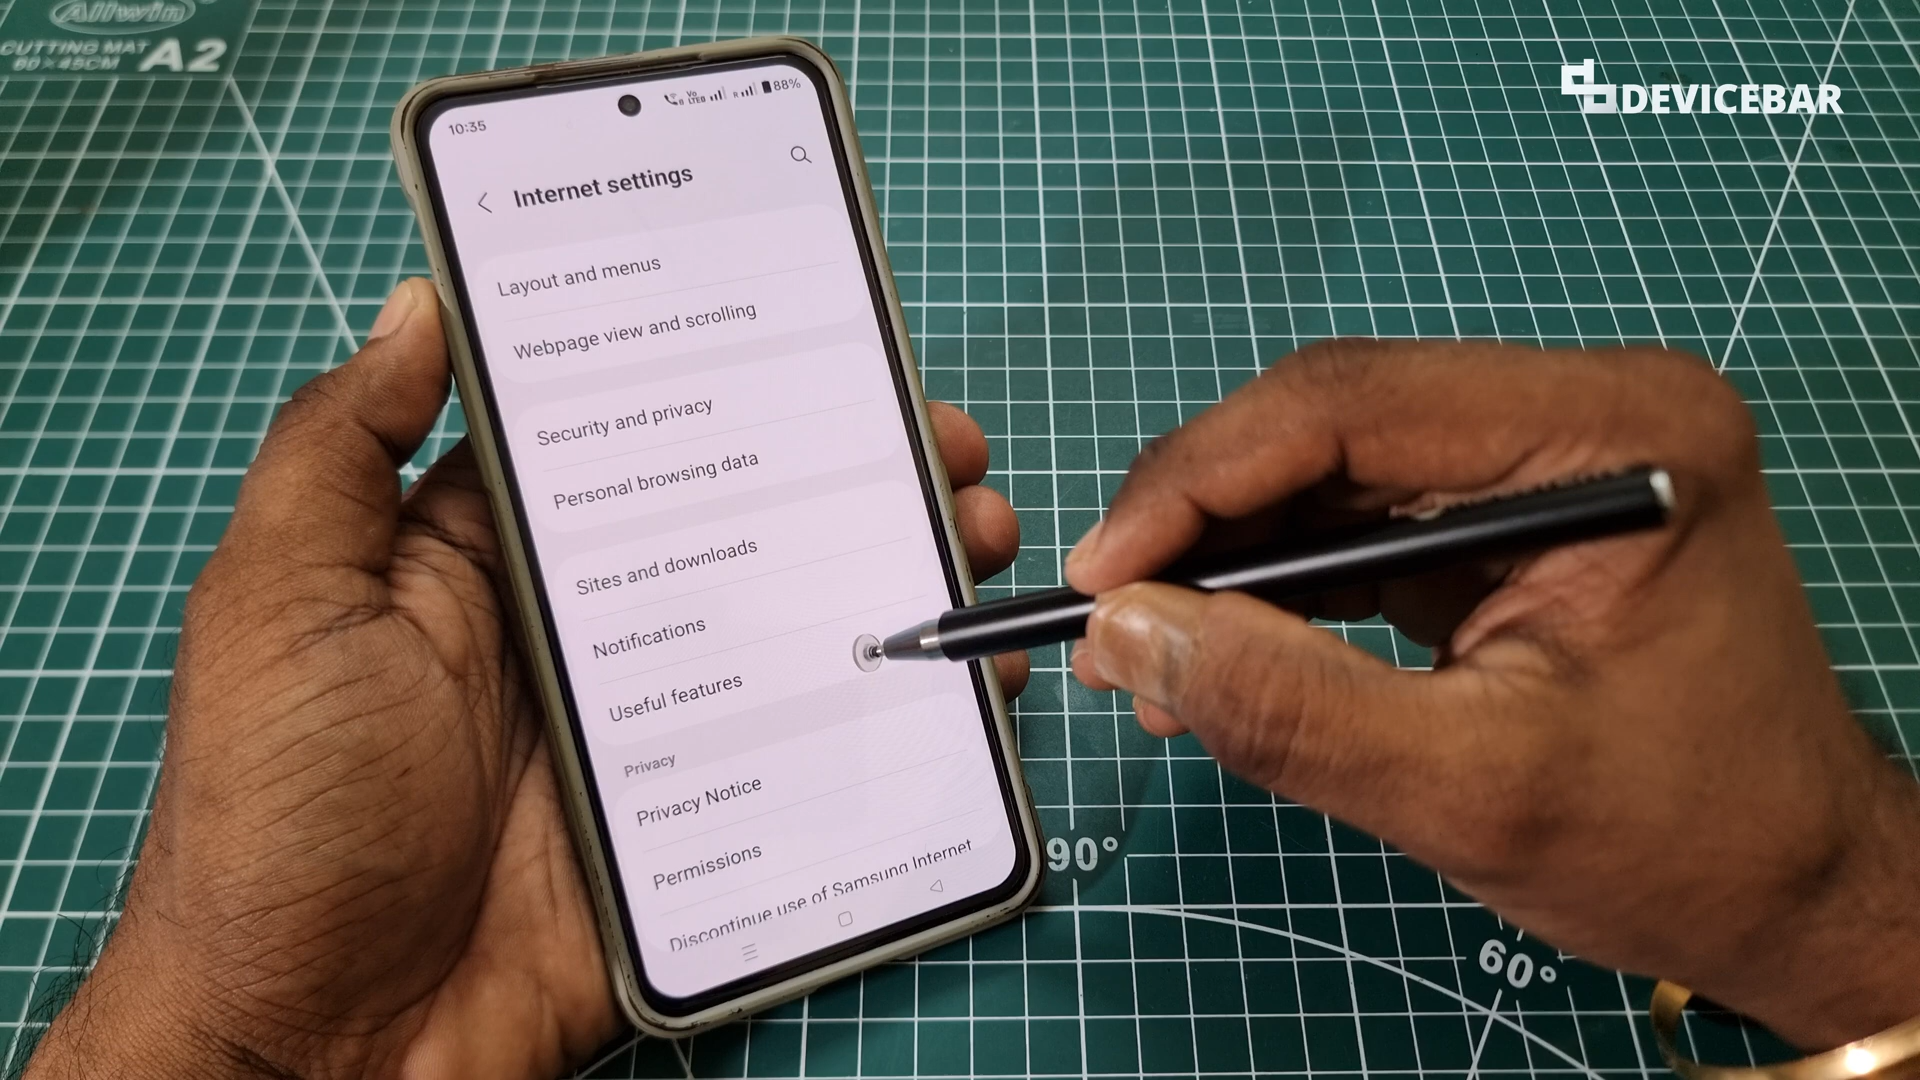 Allwin
CUTTING MAT A2
60×45CM
DEVICEBAR
10:35
Vo
LTE
R
88%
Internet settings
Layout and menus
Webpage view and scrolling
Security and privacy
Personal browsing data
Sites and downloads
Notifications
Useful features
Privacy
Privacy Notice
Permissions
Discontinue use of Samsung Internet
90°
60°